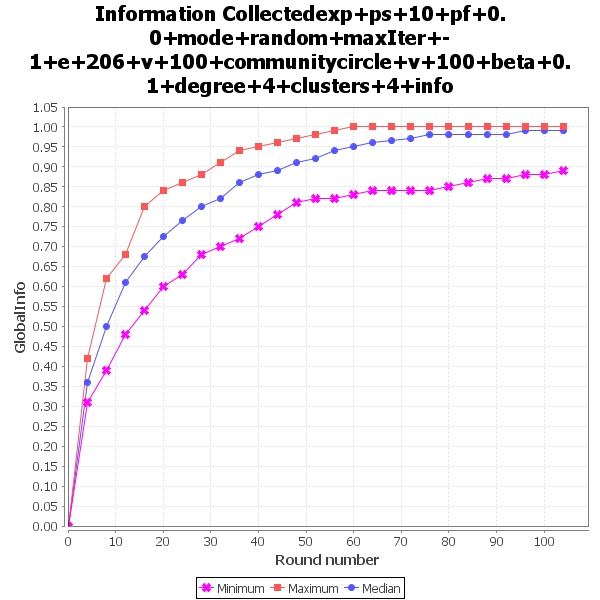 Information Collectedexp+ps+10+pf+0.
0+mode+random+maxIter+-
1+e+206+v+100+communitycircle+v+100+beta+0.
1+degree+4+clusters+4+info
GlobalInfo
1.05
1.00
0.95
0.90
0.85
0.80
0.75
0.70
0.65
0.60
0.55
0.50
0.45
0.40
0.35
0.30
0.25
0.20
0.15
0.10
0.05
0.00
0 10 20 30 40 50 60 70 80 90 100
Round number
Minimum Maximum Median